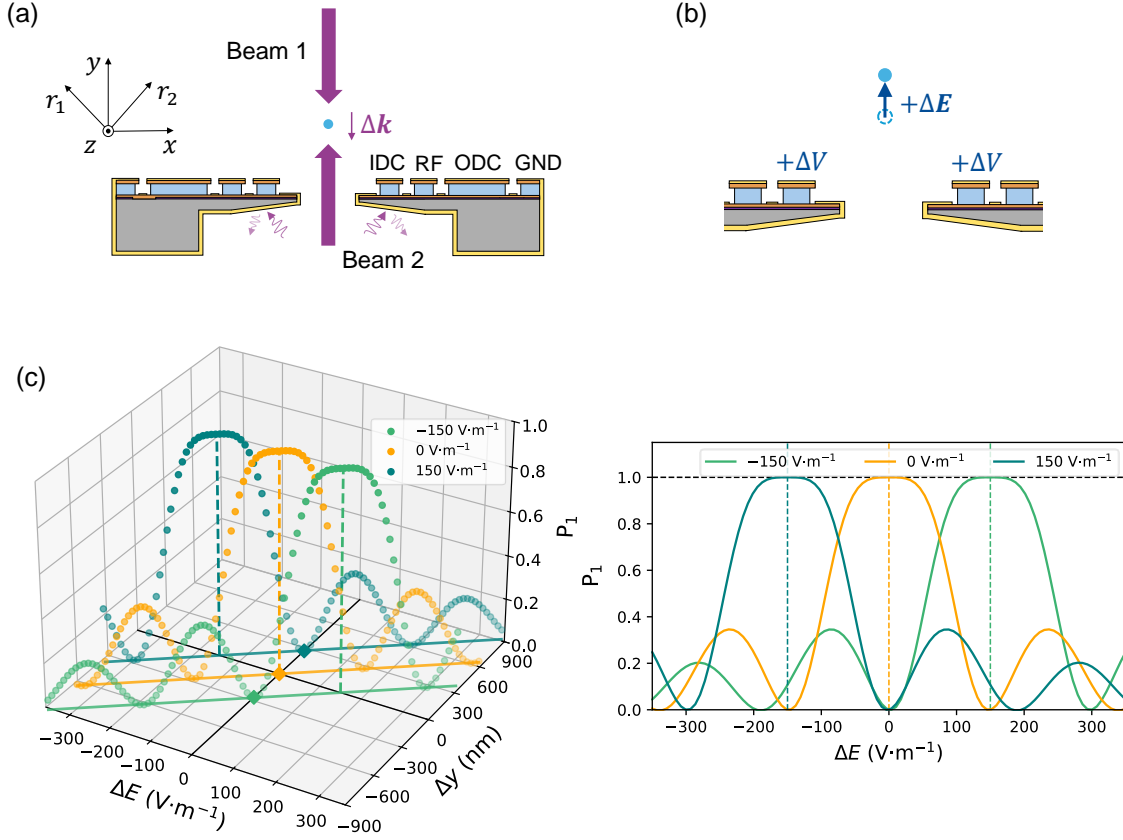 (a)
Beam 1
y
r₁
r₂
z
x
Δk
IDC RF ODC GND
Beam 2
(b)
+ΔE
+ΔV
+ΔV
(c)
−150 V·m⁻¹
0 V·m⁻¹
150 V·m⁻¹
1.0
0.8
0.6
0.4
0.2
0.0
P₁
−300
−200
−100
0
100
200
300
ΔE (V·m⁻¹)
−900
−600
−300
0
300
600
900
Δy (nm)
−150 V·m⁻¹ 0 V·m⁻¹ 150 V·m⁻¹
1.0
0.8
0.6
0.4
0.2
0.0
P₁
−300 −200 −100 0 100 200 300
ΔE (V·m⁻¹)